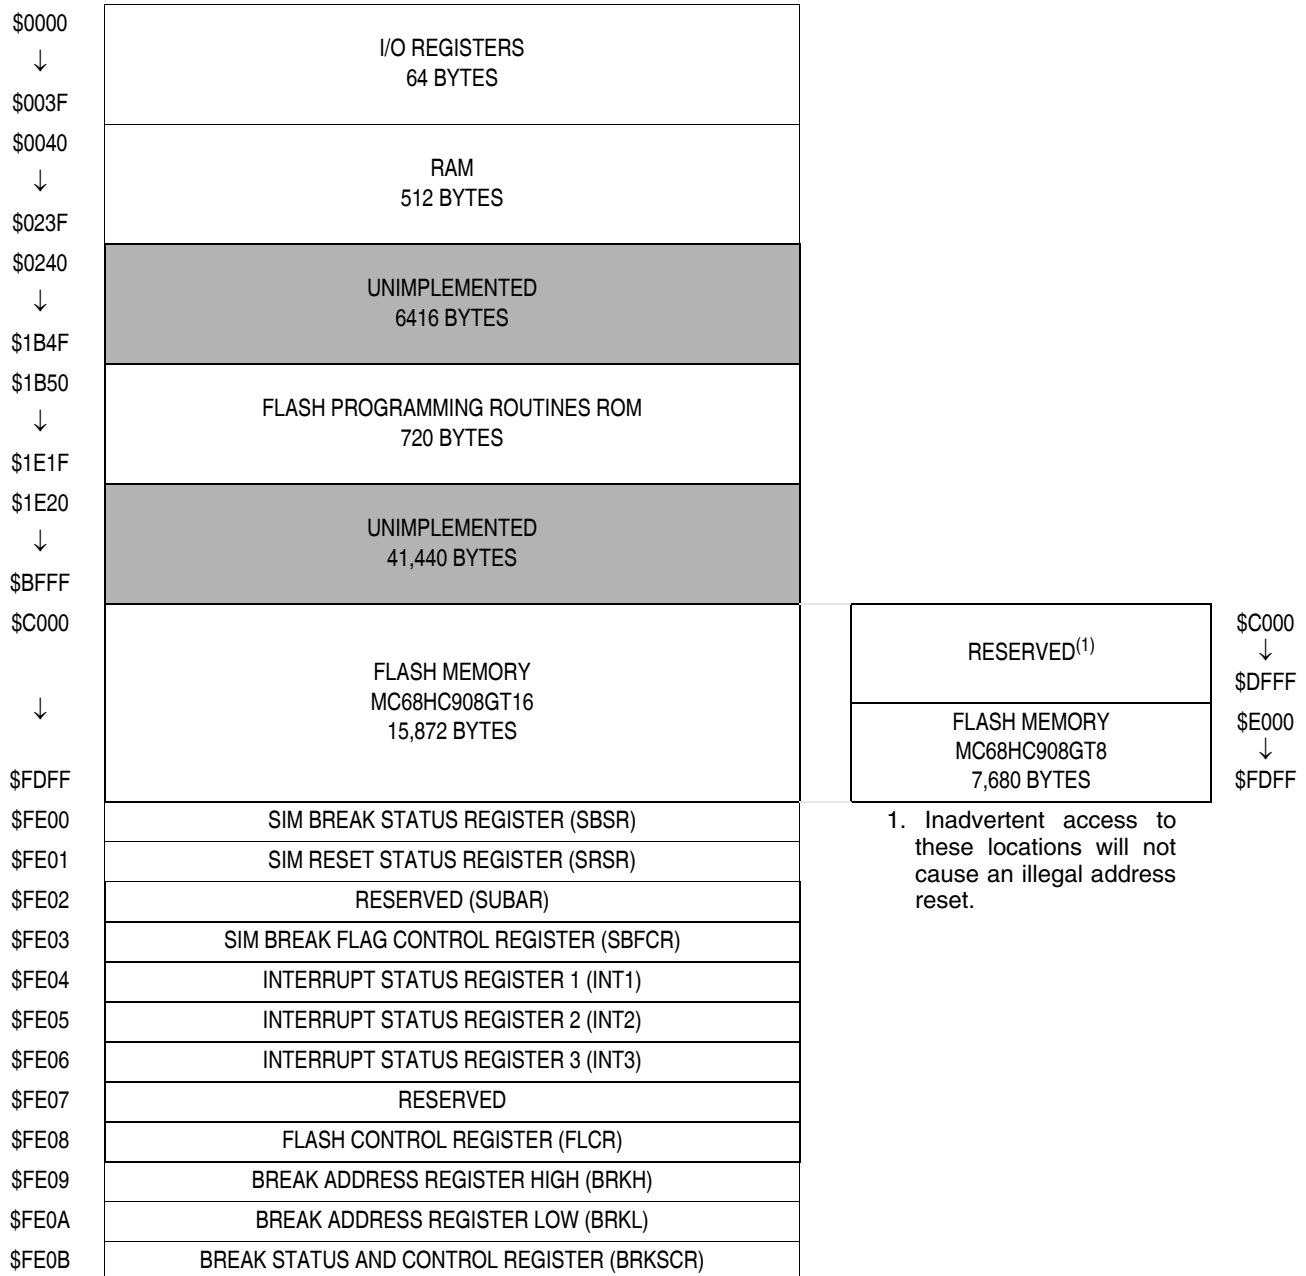 $0000
↓
$003F
I/O REGISTERS
64 BYTES
$0040
↓
$023F
RAM
512 BYTES
$0240
↓
$1B4F
UNIMPLEMENTED
6416 BYTES
$1B50
↓
$1E1F
FLASH PROGRAMMING ROUTINES ROM
720 BYTES
$1E20
↓
$BFFF
UNIMPLEMENTED
41,440 BYTES
$C000
↓
$FDFF
FLASH MEMORY
MC68HC908GT16
15,872 BYTES
RESERVED(1)
$C000
↓
$DFFF
FLASH MEMORY
MC68HC908GT8
7,680 BYTES
$E000
↓
$FDFF
1. Inadvertent access to
these locations will not
cause an illegal address
reset.
$FE00 SIM BREAK STATUS REGISTER (SBSR)
$FE01 SIM RESET STATUS REGISTER (SRSR)
$FE02 RESERVED (SUBAR)
$FE03 SIM BREAK FLAG CONTROL REGISTER (SBFCR)
$FE04 INTERRUPT STATUS REGISTER 1 (INT1)
$FE05 INTERRUPT STATUS REGISTER 2 (INT2)
$FE06 INTERRUPT STATUS REGISTER 3 (INT3)
$FE07 RESERVED
$FE08 FLASH CONTROL REGISTER (FLCR)
$FE09 BREAK ADDRESS REGISTER HIGH (BRKH)
$FE0A BREAK ADDRESS REGISTER LOW (BRKL)
$FE0B BREAK STATUS AND CONTROL REGISTER (BRKSCR)